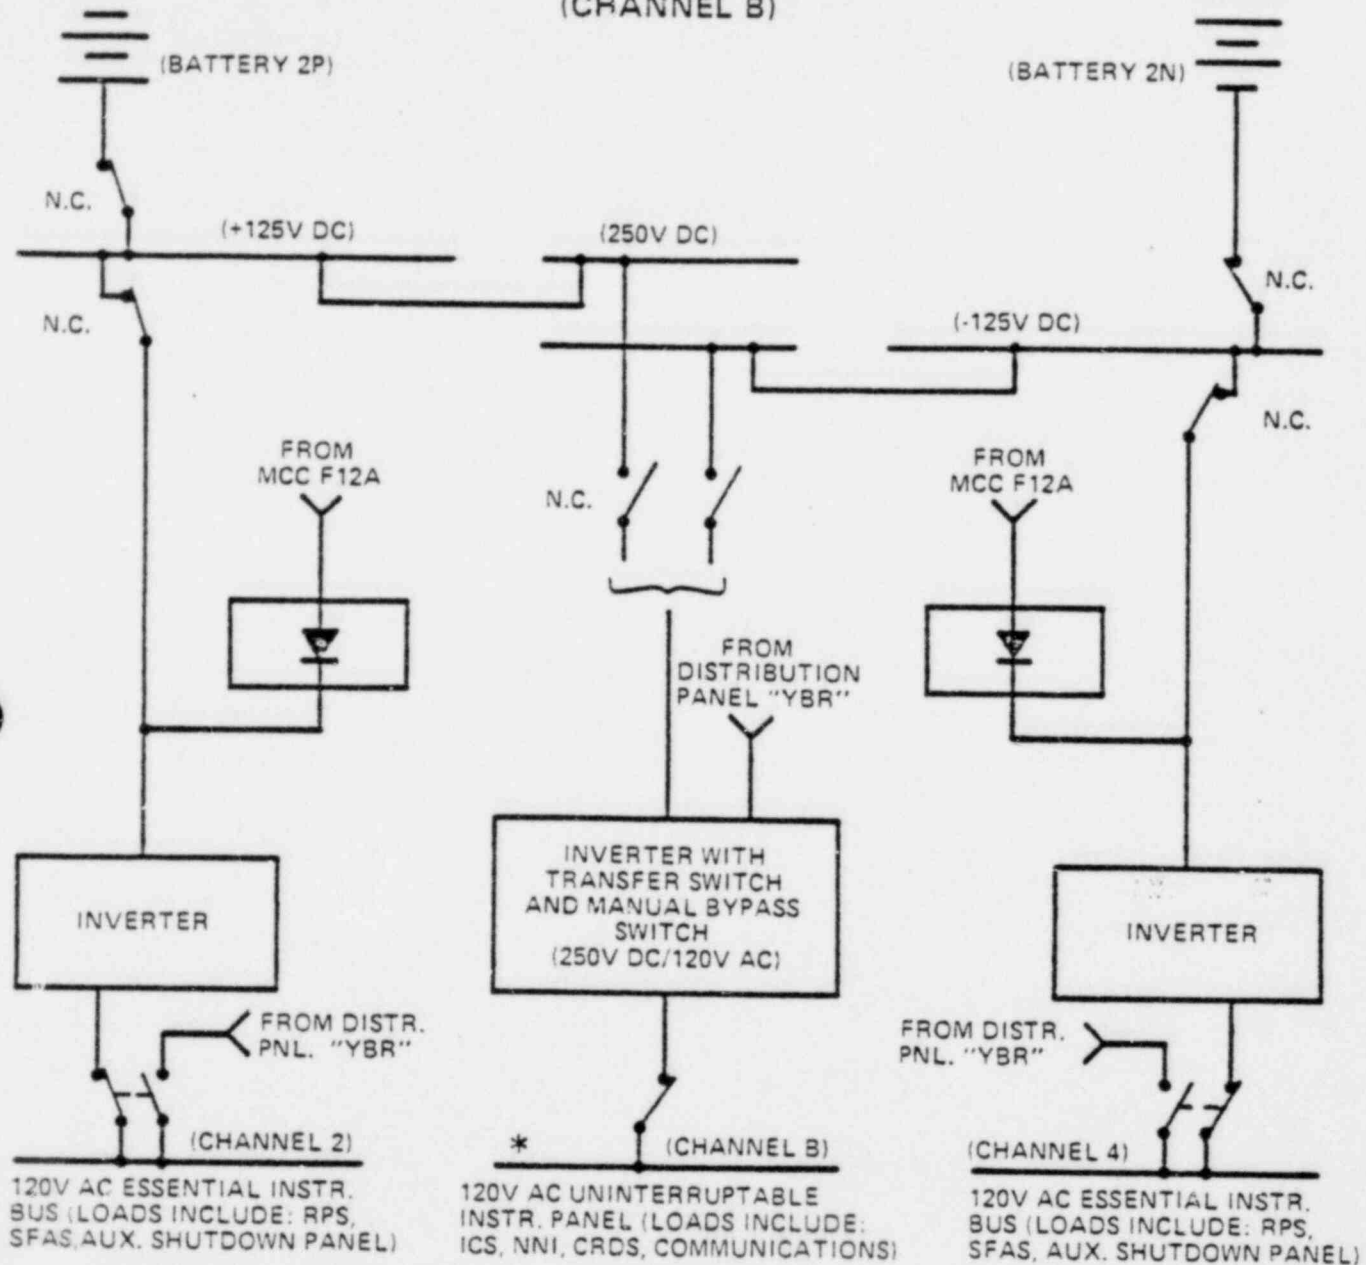 (CHANNEL B)
(BATTERY 2P)
(BATTERY 2N)
N.C.
(+125V DC)
(250V DC)
N.C.
N.C.
(-125V DC)
N.C.
FROM
MCC F12A
N.C.
FROM
MCC F12A
FROM
DISTRIBUTION
PANEL "YBR"
INVERTER
INVERTER WITH
TRANSFER SWITCH
AND MANUAL BYPASS
SWITCH
(250V DC/120V AC)
INVERTER
FROM DISTR.
PNL. "YBR"
FROM DISTR.
PNL. "YBR"
(CHANNEL 2)
* (CHANNEL B)
(CHANNEL 4)
120V AC ESSENTIAL INSTR.
BUS (LOADS INCLUDE: RPS,
SFAS, AUX. SHUTDOWN PANEL)
120V AC UNINTERRUPTABLE
INSTR. PANEL (LOADS INCLUDE:
ICS, NNI, CRDS, COMMUNICATIONS)
120V AC ESSENTIAL INSTR.
BUS (LOADS INCLUDE: RPS,
SFAS, AUX. SHUTDOWN PANEL)